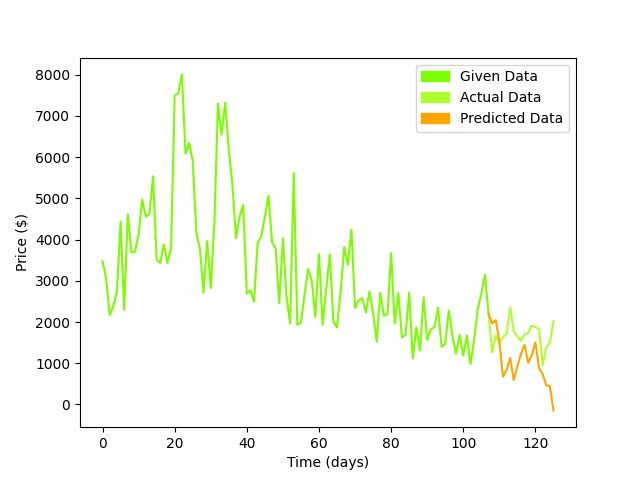 Given Data
Actual Data
Predicted Data
8000
7000
6000
5000
4000
3000
2000
1000
0
Price ($)
0 20 40 60 80 100 120
Time (days)